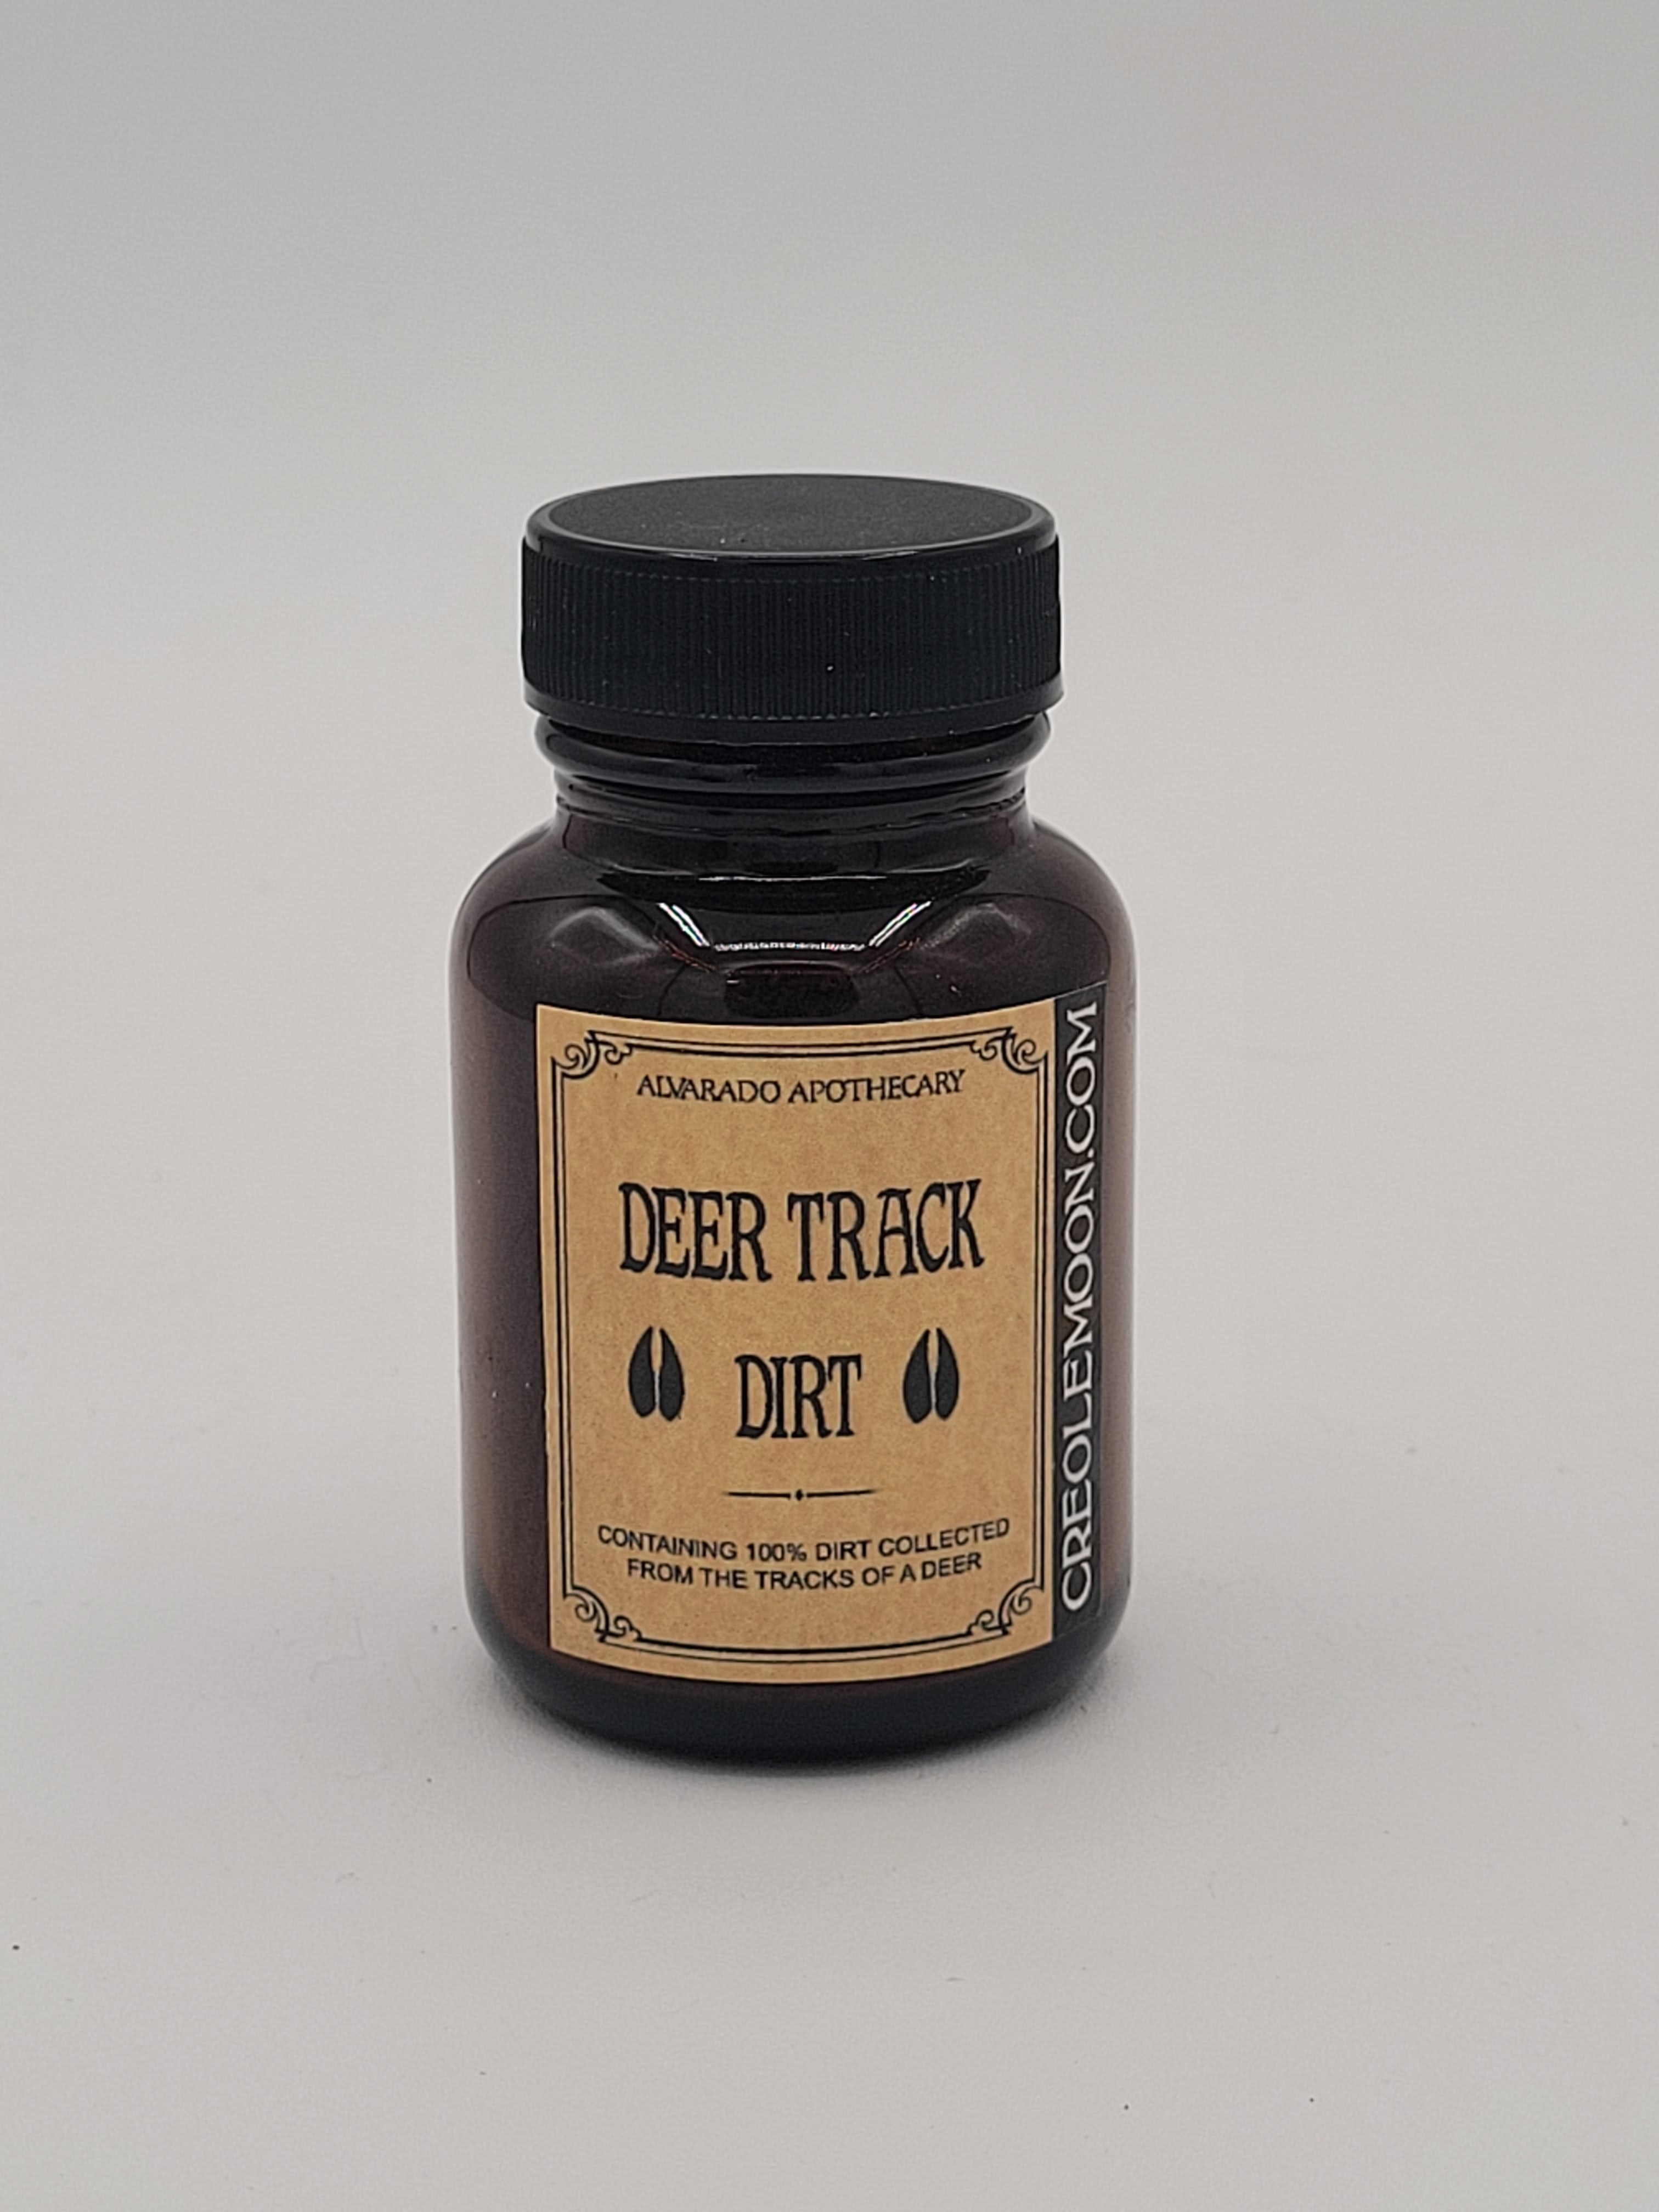 ALVARADO APOTHECARY
DEER TRACK
DIRT
CONTAINING 100% DIRT COLLECTED
FROM THE TRACKS OF A DEER
CREOLEMOON.COM